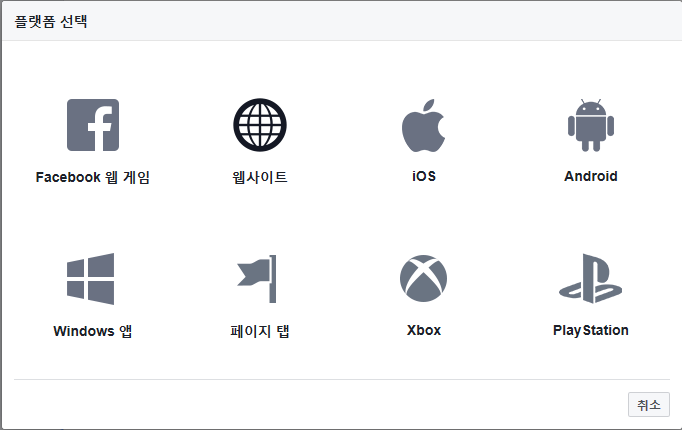 플랫폼 선택
Facebook 웹 게임
웹사이트
iOS
Android
Windows 앱
페이지 탭
Xbox
PlayStation
취소